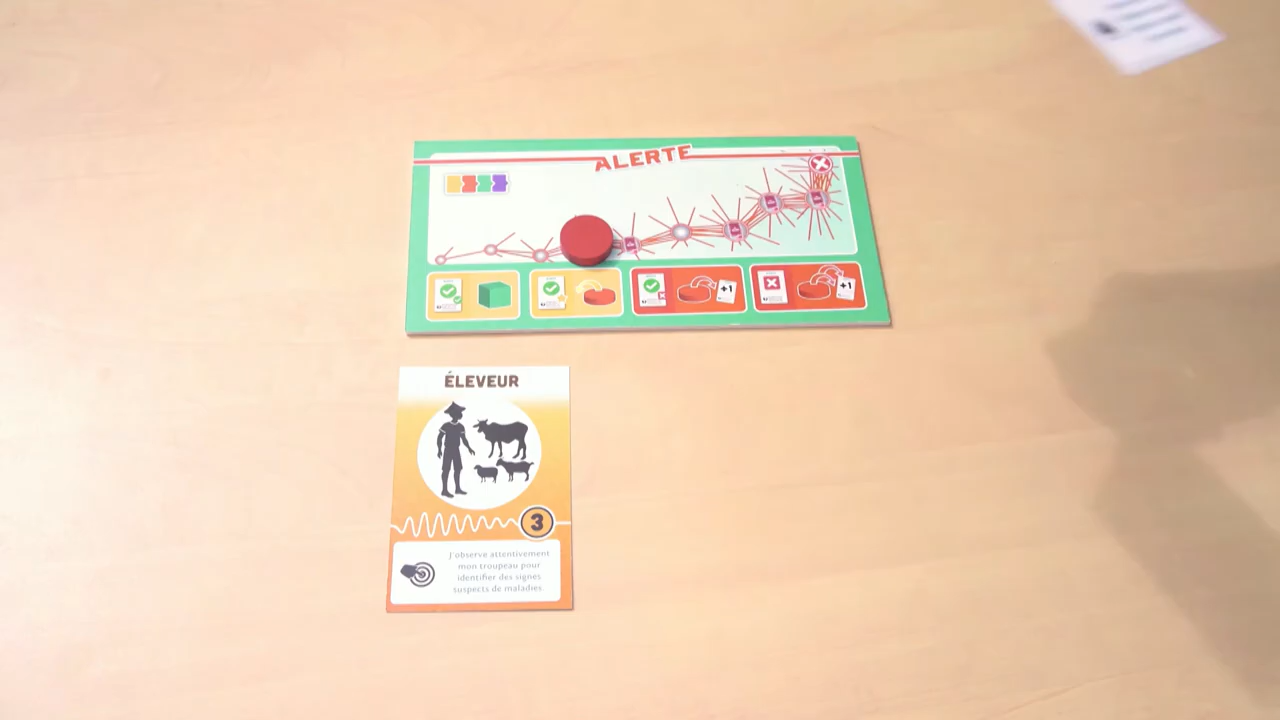 ALERTE
+1
+1
ÉLEVEUR
3
J'observe attentivement
mon troupeau pour
identifier des signes
suspects de maladies.